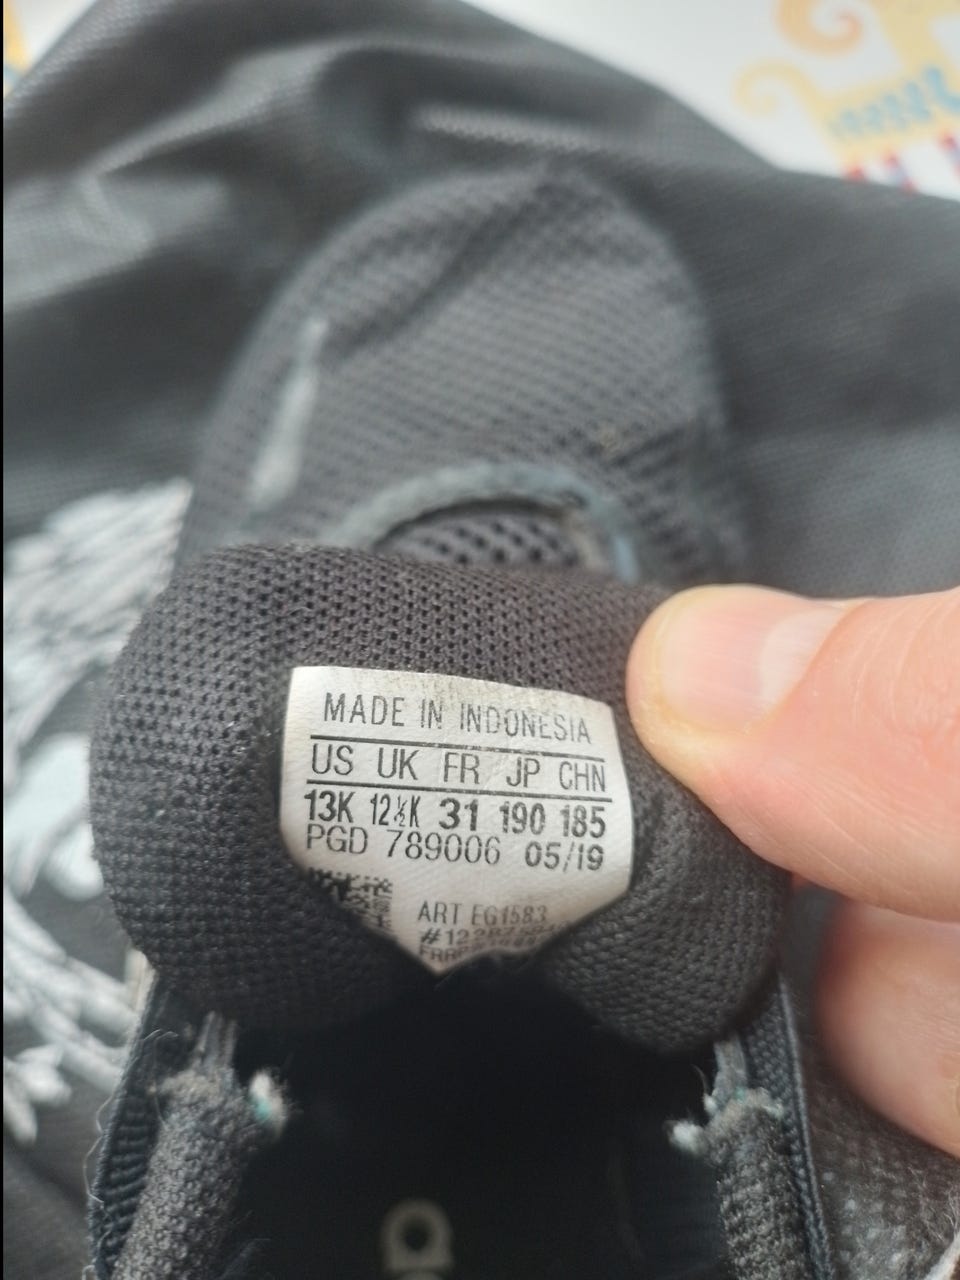 MADE IN INDONESIA
US UK FR JP CHN
13K 12½K 31 190 185
PGD 789006 05/19
ART EG1583